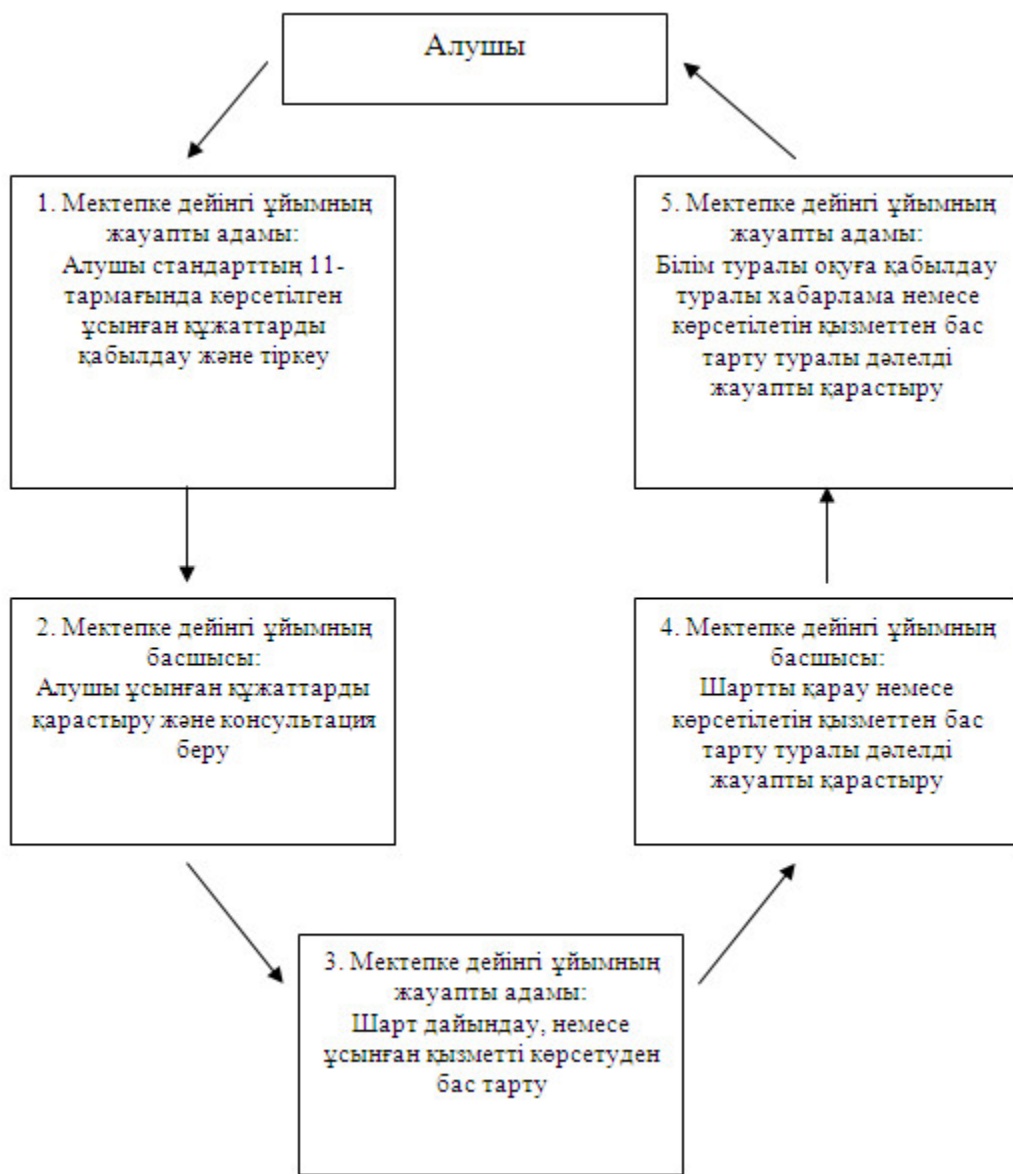 Алушы
1. Мектепке дейінгі ұйымның
жауапты адамы:
Алушы стандарттың 11-
тармағында көрсетілген
ұсынған құжаттарды
қабылдау және тіркеу
2. Мектепке дейінгі ұйымның
басшысы:
Алушы ұсынған құжаттарды
қарастыру және консультация
беру
3. Мектепке дейінгі ұйымның
жауапты адамы:
Шарт дайындау, немесе
ұсынған қызметті көрсетуден
бас тарту
4. Мектепке дейінгі ұйымның
басшысы:
Шартты қарау немесе
көрсетілетін қызметтен бас
тарту туралы дәлелді
жауапты қарастыру
5. Мектепке дейінгі ұйымның
жауапты адамы:
Білім туралы оқуға қабылдау
туралы хабарлама немесе
көрсетілетін қызметтен бас
тарту туралы дәлелді
жауапты қарастыру